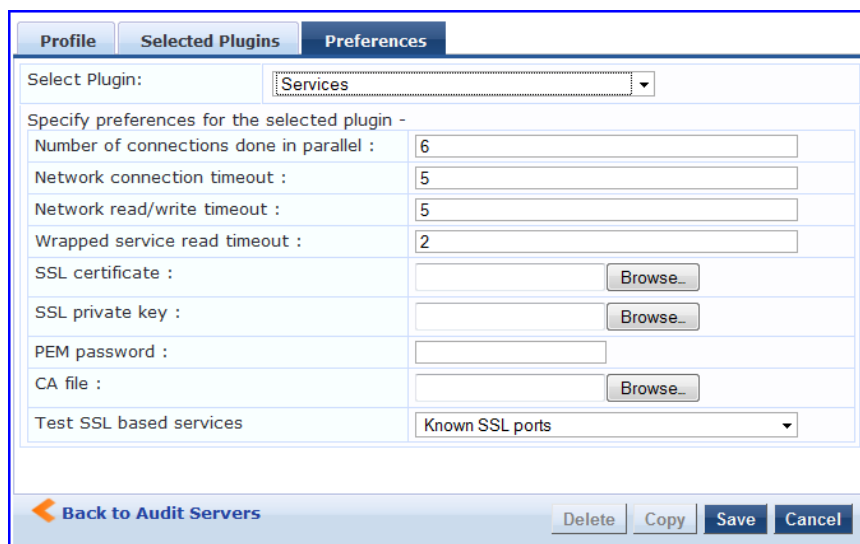 Profile Selected Plugins Preferences
Select Plugin: Services
Specify preferences for the selected plugin -
Number of connections done in parallel : 6
Network connection timeout : 5
Network read/write timeout : 5
Wrapped service read timeout : 2
SSL certificate : Browse...
SSL private key : Browse...
PEM password :
CA file : Browse...
Test SSL based services Known SSL ports
Back to Audit Servers Delete Copy Save Cancel